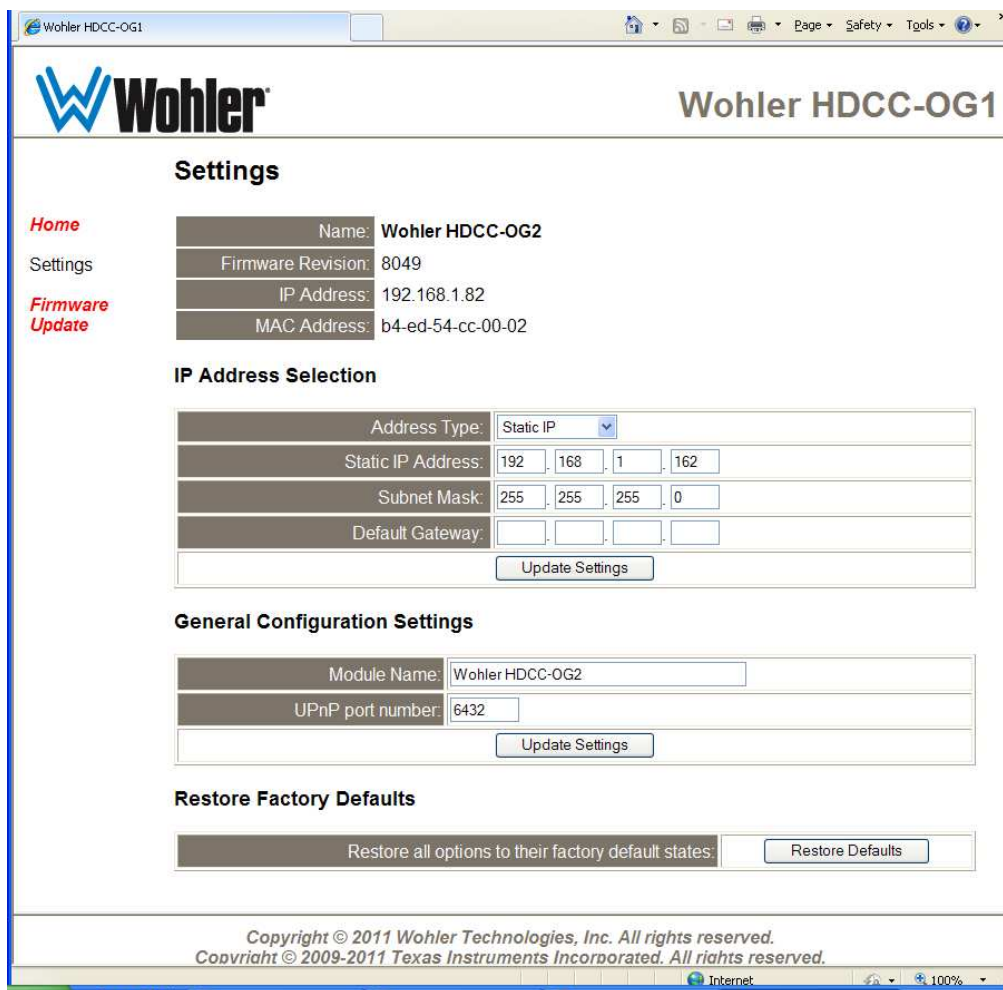 Wohler HDCC-OG1
Page Safety Tools
Wohler
Wohler HDCC-OG1
Settings
Home
Settings
Firmware
Update
Name: Wohler HDCC-OG2
Firmware Revision: 8049
IP Address: 192.168.1.82
MAC Address: b4-ed-54-cc-00-02
IP Address Selection
Address Type: Static IP
Static IP Address: 192 . 168 . 1 . 162
Subnet Mask: 255 . 255 . 255 . 0
Default Gateway: . . .
Update Settings
General Configuration Settings
Module Name: Wohler HDCC-OG2
UPnP port number: 6432
Update Settings
Restore Factory Defaults
Restore all options to their factory default states: Restore Defaults
Copyright © 2011 Wohler Technologies, Inc. All rights reserved.
Copyright © 2009-2011 Texas Instruments Incorporated. All rights reserved.
Internet 100%